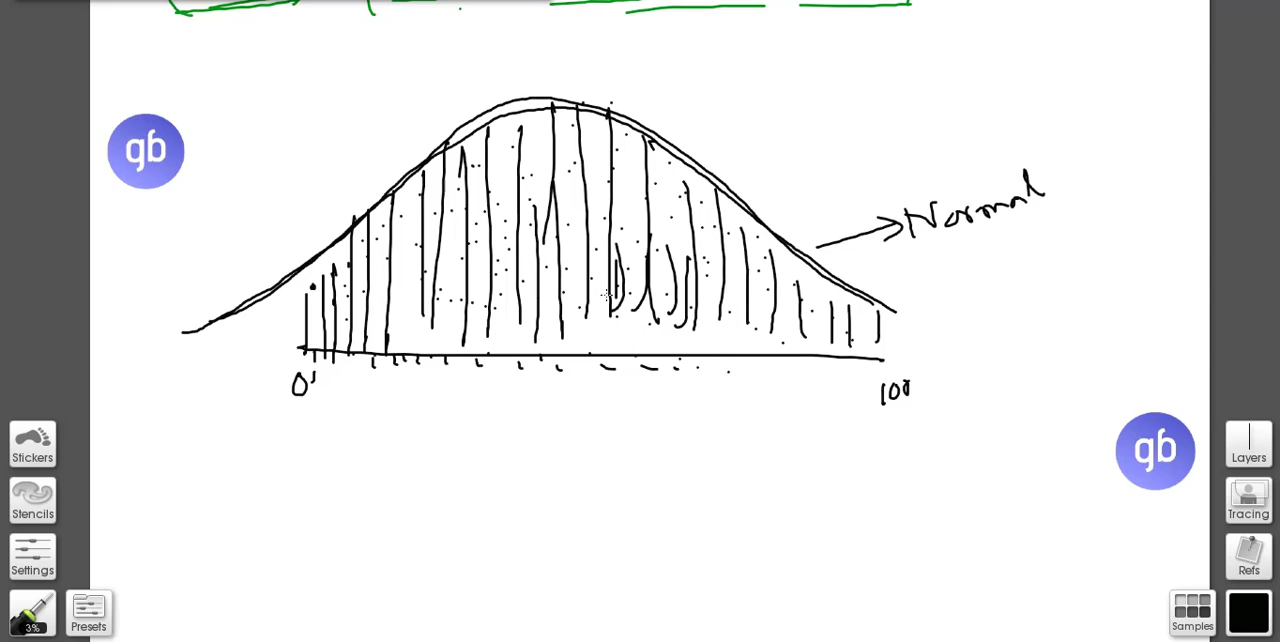 gb
Normal
0
100
gb
Stickers
Stencils
Settings
3%
Presets
Layers
Tracing
Refs
Samples